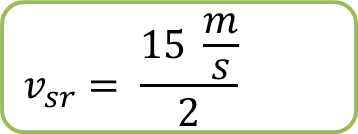 v_sr = (15 m/s)/2